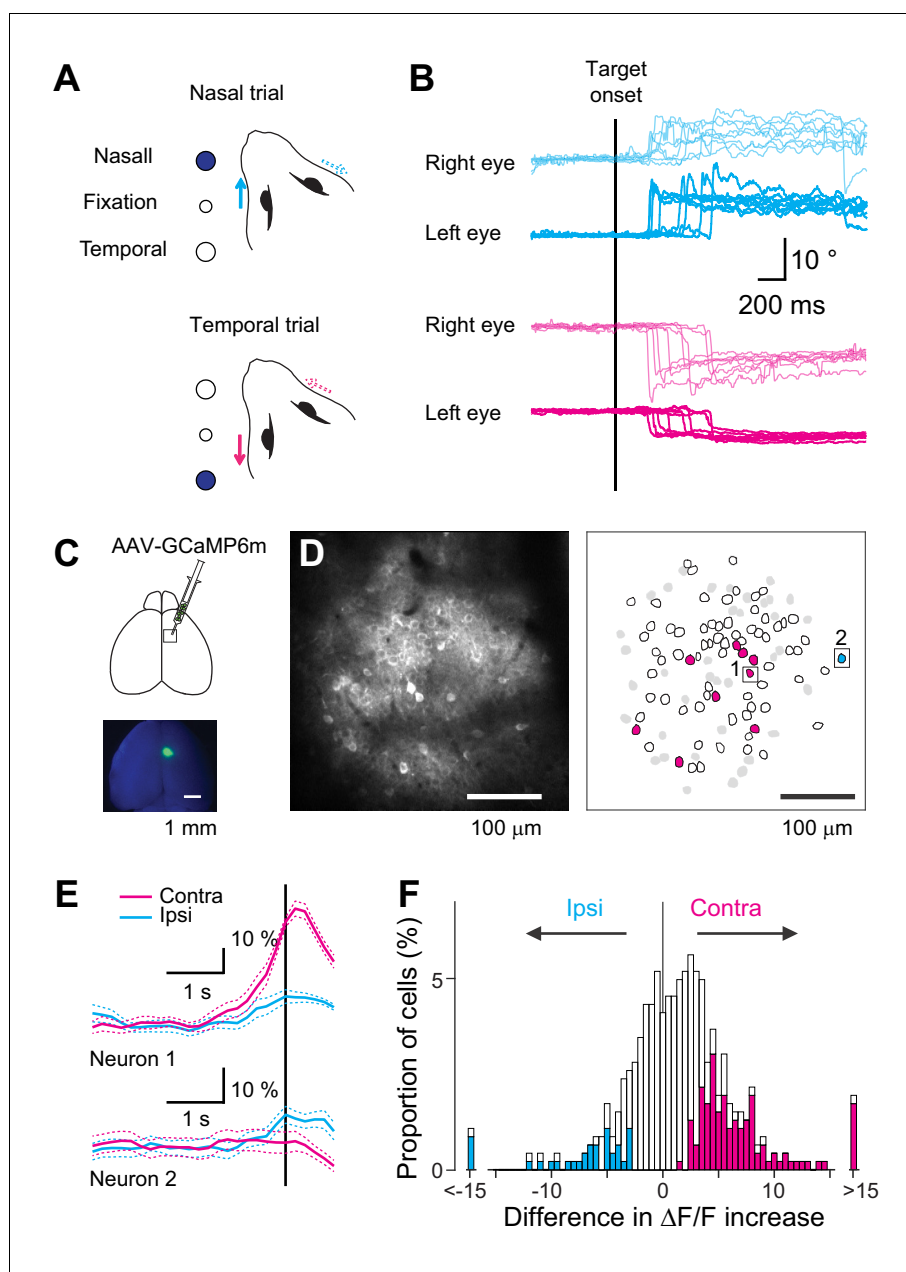 A
Nasal trial
Nasall
Fixation
Temporal
Temporal trial
B
Target
onset
Right eye
Left eye
10 °
200 ms
Right eye
Left eye
C
AAV-GCaMP6m
1 mm
D
100 μm
1
2
100 μm
E
Contra
Ipsi
10 %
1 s
Neuron 1
10 %
1 s
Neuron 2
F
Ipsi
Contra
Proportion of cells (%)
5
0
<-15
-10
0
10
>15
Difference in ΔF/F increase